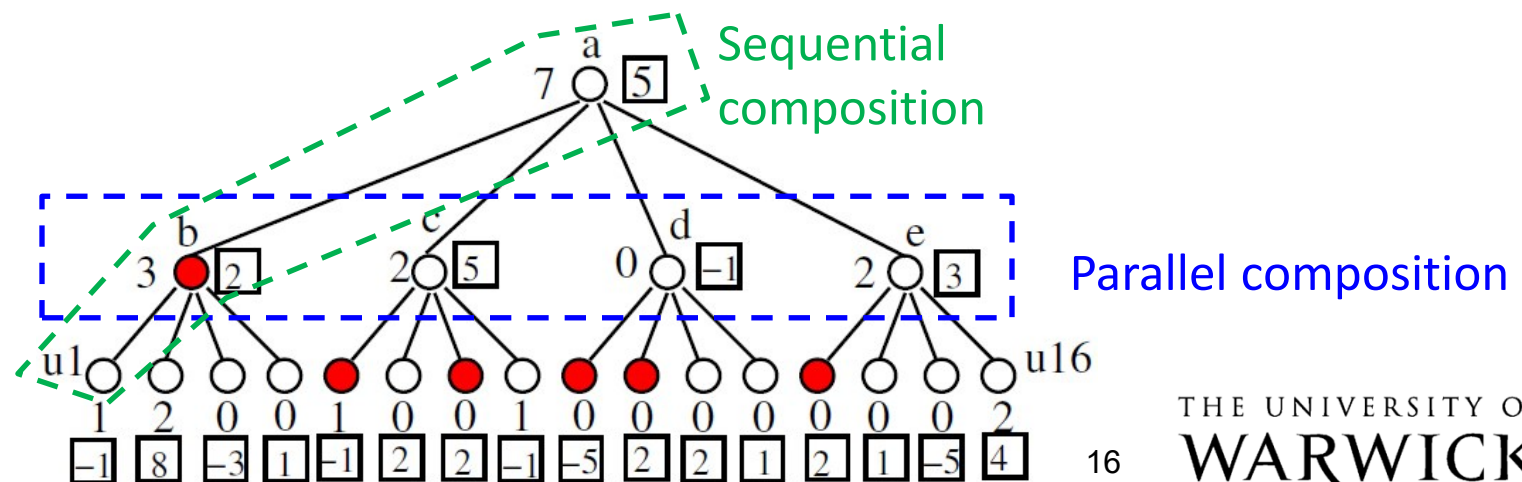 Sequential
composition
a
7 5
b c d e
3 2 2 5 0 -1 2 3
Parallel composition
u1 u16
1 2 0 0 1 0 0 1 0 0 0 0 0 0 0 2
-1 8 -3 1 -1 2 2 -1 -5 2 2 1 2 1 -5 4
16
THE UNIVERSITY O
WARWICK